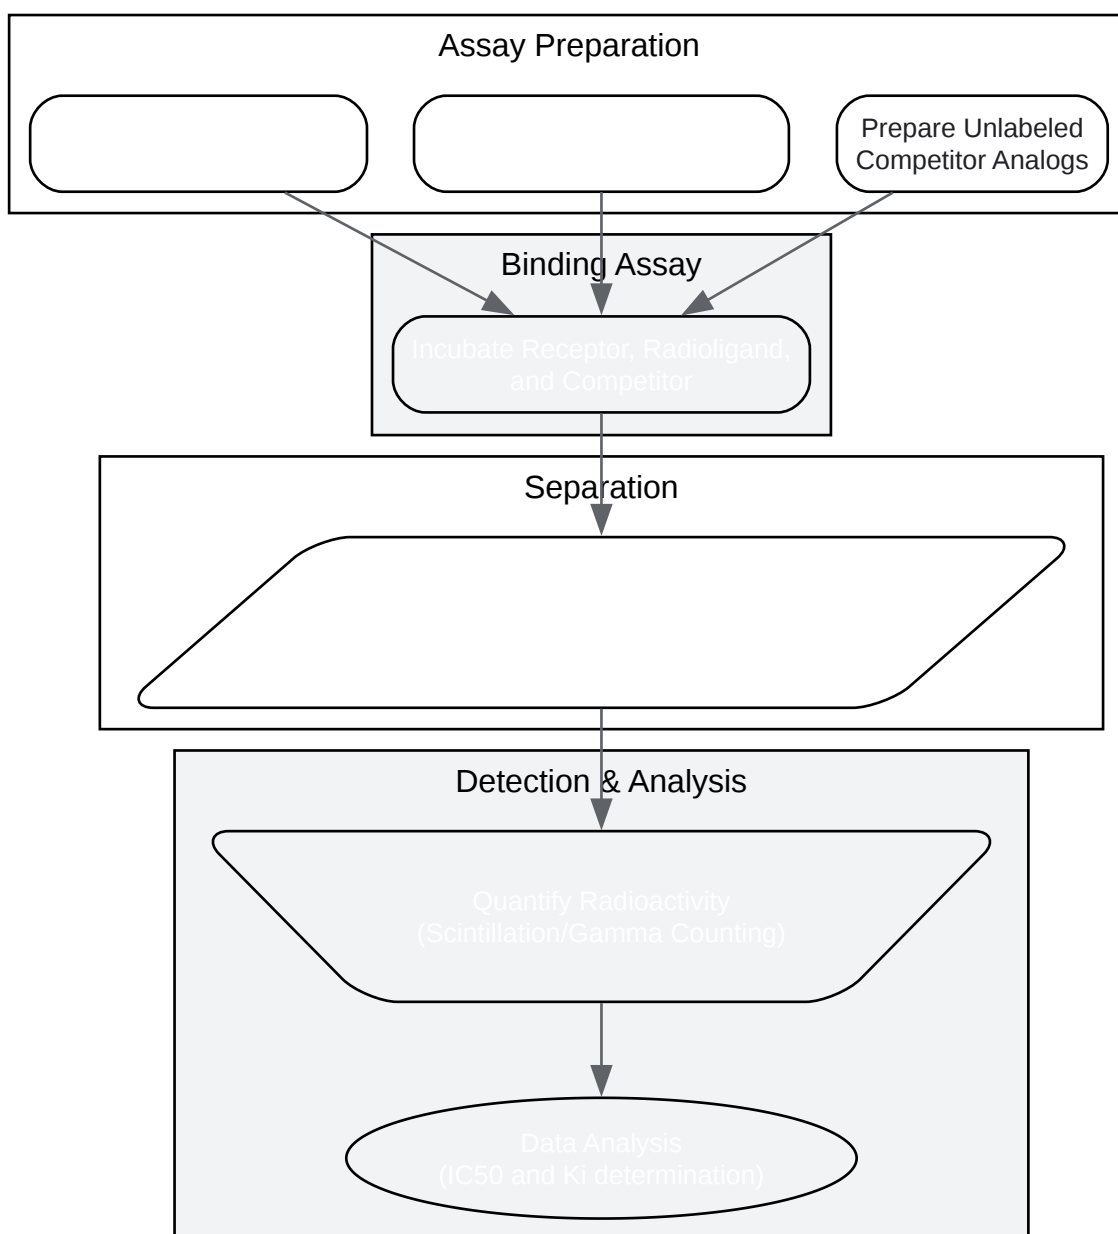 Assay Preparation
Prepare Unlabeled
Competitor Analogs
Binding Assay
Incubate Receptor, Radioligand,
and Competitor
Separation
Detection & Analysis
Quantify Radioactivity
(Scintillation/Gamma Counting)
Data Analysis
(IC50 and Ki determination)